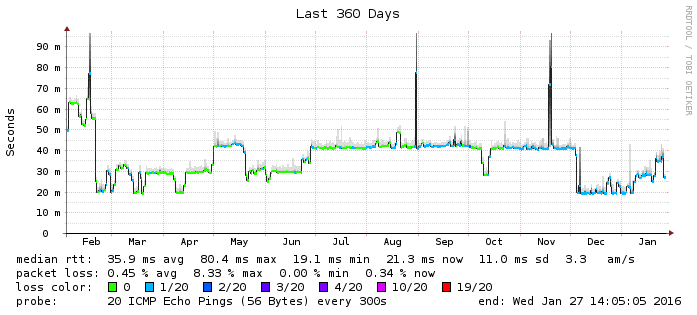 Last 360 Days
RRDTOOL / TOBI OETIKER
Seconds
90 m
80 m
70 m
60 m
50 m
40 m
30 m
20 m
10 m
0
Feb Mar Apr May Jun Jul Aug Sep Oct Nov Dec Jan
median rtt: 35.9 ms avg 80.4 ms max 19.1 ms min 21.3 ms now 11.0 ms sd 3.3 am/s
packet loss: 0.45 % avg 8.33 % max 0.00 % min 0.34 % now
loss color: 0 1/20 2/20 3/20 4/20 10/20 19/20
probe: 20 ICMP Echo Pings (56 Bytes) every 300s end: Wed Jan 27 14:05:05 2016